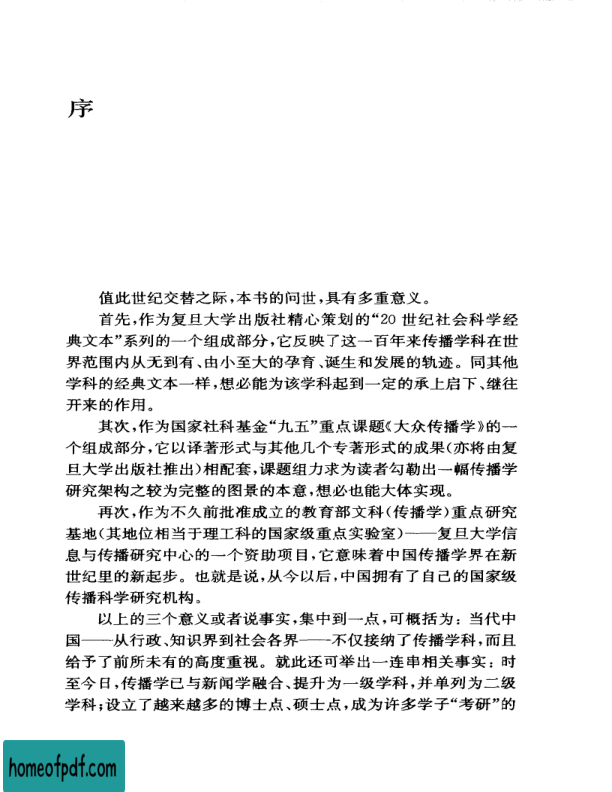 序
值此世纪交替之际,本书的问世,具有多重意义。
首先,作为复旦大学出版社精心策划的“20 世纪社会科学经
典文本”系列的一个组成部分,它反映了这一百年来传播学科在世
界范围内从无到有、由小至大的孕育、诞生和发展的轨迹。同其他
学科的经典文本一样,想必能为该学科起到一定的承上启下、继往
开来的作用。
其次,作为国家社科基金“九五”重点课题《大众传播学》的一
个组成部分,它以译著形式与其他几个专著形式的成果(亦将由复
旦大学出版社推出)相配套,课题组力求为读者勾勒出一幅传播学
研究架构之较为完整的图景的本意,想必也能大体实现。
再次,作为不久前批准成立的教育部文科(传播学)重点研究
基地(其地位相当于理工科的国家级重点实验室)——复旦大学信
息与传播研究中心的一个资助项目,它意味着中国传播学界在新
世纪里的新起步。也就是说,从今以后,中国拥有了自己的国家级
传播科学研究机构。
以上的三个意义或者说事实,集中到一点,可概括为:当代中
国——从行政、知识界到社会各界——不仅接纳了传播学科,而且
给予了前所未有的高度重视。就此还可举出一连串相关事实:时
至今日,传播学已与新闻学融合、提升为一级学科,并单列为二级
学科;设立了越来越多的博士点、硕士点,成为许多学子“考研”的
homeofpdf.com